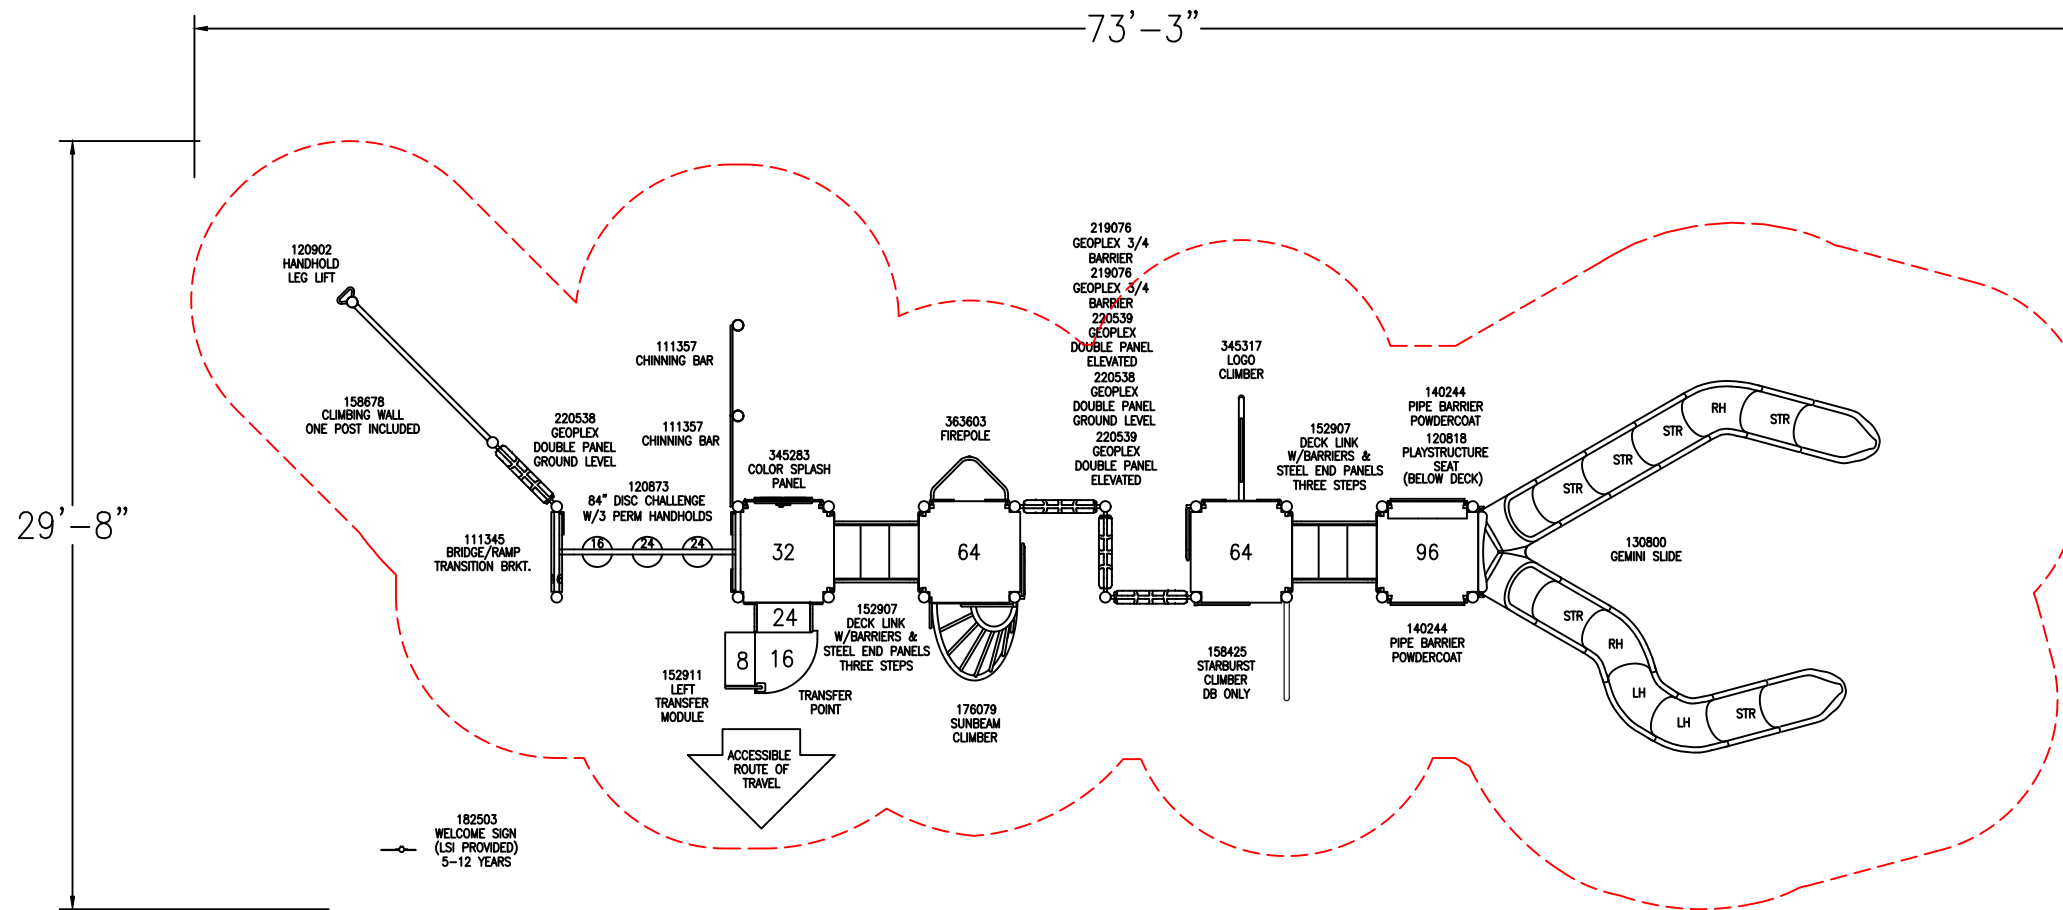 73'-3"
29'-8"
120902
HANDHOLD
LEG LIFT
158678
CLIMBING WALL
ONE POST INCLUDED
220538
GEOPLEX
DOUBLE PANEL
GROUND LEVEL
111345
BRIDGE/RAMP
TRANSITION BRKT.
120873
84" DISC CHALLENGE
W/3 PERM HANDHOLDS
16
24
24
111357
CHINNING BAR
111357
CHINNING BAR
345283
COLOR SPLASH
PANEL
32
24
16
8
152911
LEFT
TRANSFER
MODULE
TRANSFER
POINT
ACCESSIBLE
ROUTE OF
TRAVEL
152907
DECK LINK
W/BARRIERS &
STEEL END PANELS
THREE STEPS
363603
FIREPOLE
64
176079
SUNBEAM
CLIMBER
219076
GEOPLEX 3/4
BARRIER
219076
GEOPLEX 3/4
BARRIER
220539
GEOPLEX
DOUBLE PANEL
ELEVATED
220538
GEOPLEX
DOUBLE PANEL
GROUND LEVEL
220539
GEOPLEX
DOUBLE PANEL
ELEVATED
345317
LOGO
CLIMBER
64
158425
STARBURST
CLIMBER
DB ONLY
152907
DECK LINK
W/BARRIERS &
STEEL END PANELS
THREE STEPS
140244
PIPE BARRIER
POWDERCOAT
120818
PLAYSTRUCTURE
SEAT
(BELOW DECK)
96
140244
PIPE BARRIER
POWDERCOAT
130800
GEMINI SLIDE
STR
STR
STR
RH
STR
STR
RH
LH
LH
STR
182503
WELCOME SIGN
(LSI PROVIDED)
5-12 YEARS